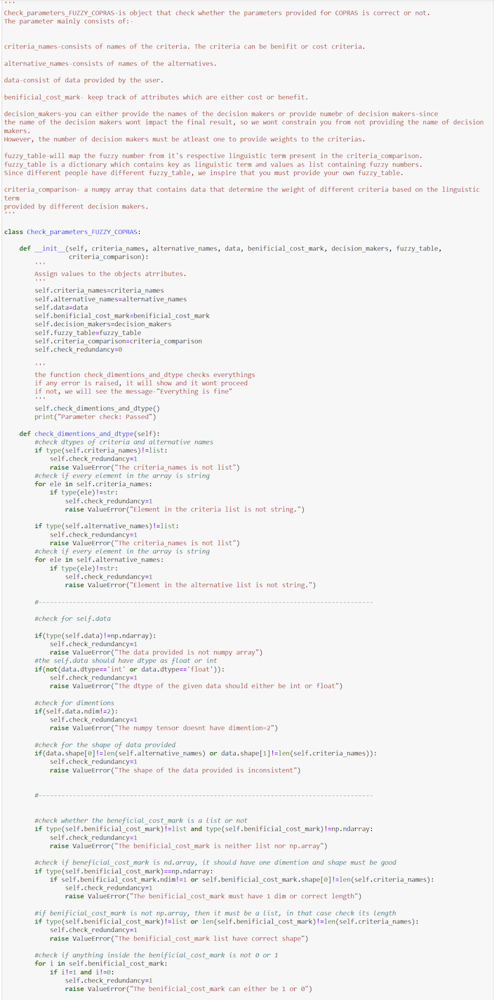 '''
Check_parameters_FUZZY_COPRAS-is object that check whether the parameters provided for COPRAS is correct or not.
The parameter mainly consists of:-
criteria_names-consists of names of the criteria. The criteria can be benifit or cost criteria.
alternative_names-consists of names of the alternatives.
data-consist of data provided by the user.
benificial_cost_mark- keep track of attributes which are either cost or benefit.
decision_makers-you can either provide the names of the decision makers or provide numebr of decision makers-since
the name of the decision makers wont impact the final result, so we wont constrain you from not providing the name of decision
makers.
However, the number of decision makers must be atleast one to provide weights to the criterias.
fuzzy_table-will map the fuzzy number from it's respective linguistic term present in the criteria_comparison.
fuzzy_table is a dictionary which contains key as linguistic term and values as list containing fuzzy numbers.
Since different people have different fuzzy_table, we inspire that you must provide your own fuzzy_table.
criteria_comparison- a numpy array that contains data that determine the weight of different criteria based on the linguistic
term
provided by different decision makers.
'''
class Check_parameters_FUZZY_COPRAS:
def __init__(self, criteria_names, alternative_names, data, benificial_cost_mark, decision_makers, fuzzy_table,
criteria_comparison):
'''
Assign values to the objects atrributes.
'''
self.criteria_names=criteria_names
self.alternative_names=alternative_names
self.data=data
self.benificial_cost_mark=benificial_cost_mark
self.decision_makers=decision_makers
self.fuzzy_table=fuzzy_table
self.criteria_comparison=criteria_comparison
self.check_redundancy=0
'''
the function check_dimentions_and_dtype checks everythings
if any error is raised, it will show and it wont proceed
if not, we will see the message-"Everything is fine"
'''
self.check_dimentions_and_dtype()
print("Parameter check: Passed")
def check_dimentions_and_dtype(self):
#check dtypes of criteria and alternative names
if type(self.criteria_names)!=list:
self.check_redundancy=1
raise ValueError("The criteria_names is not list")
#check if every element in the array is string
for ele in self.criteria_names:
if type(ele)!=str:
self.check_redundancy=1
raise ValueError("Element in the criteria list is not string.")
if type(self.alternative_names)!=list:
self.check_redundancy=1
raise ValueError("The criteria_names is not list")
#check if every element in the array is string
for ele in self.alternative_names:
if type(ele)!=str:
self.check_redundancy=1
raise ValueError("Element in the alternative list is not string.")
#----------------------------------------------------------------------------------------
#check for self.data
if(type(self.data)!=np.ndarray):
self.check_redundancy=1
raise ValueError("The data provided is not numpy array")
#the self.data should have dtype as float or int
if(not(data.dtype=='int' or data.dtype=='float')):
self.check_redundancy=1
raise ValueError("The dtype of the given data should either be int or float")
#check for dimentions
if(self.data.ndim!=2):
self.check_redundancy=1
raise ValueError("The numpy tensor doesnt have dimention=2")
#check for the shape of data provided
if(data.shape[0]!=len(self.alternative_names) or data.shape[1]!=len(self.criteria_names)):
self.check_redundancy=1
raise ValueError("The shape of the data provided is inconsistent")
#----------------------------------------------------------------------------------------
#check whether the beneficial_cost_mark is a list or not
if type(self.benificial_cost_mark)!=list and type(self.benificial_cost_mark)!=np.ndarray:
self.check_redundancy=1
raise ValueError("The benificial_cost_mark is neither list nor np.array")
#check if beneficial_cost_mark is nd.array, it should have one dimention and shape must be good
if type(self.benificial_cost_mark)==np.ndarray:
if self.benificial_cost_mark.ndim!=1 or self.benificial_cost_mark.shape[0]!=len(self.criteria_names):
self.check_redundancy=1
raise ValueError("The benificial_cost_mark must have 1 dim or correct length")
#if benificial_cost_mark is not np.array, then it must be a list, in that case check its length
if type(self.benificial_cost_mark)!=list or len(self.benificial_cost_mark)!=len(self.criteria_names):
self.check_redundancy=1
raise ValueError("The benificial_cost_mark list have correct shape")
#check if anything inside the benificial_cost_mark is not 0 or 1
for i in self.benificial_cost_mark:
if i!=1 and i!=0:
self.check_redundancy=1
raise ValueError("The benificial_cost_mark can either be 1 or 0")